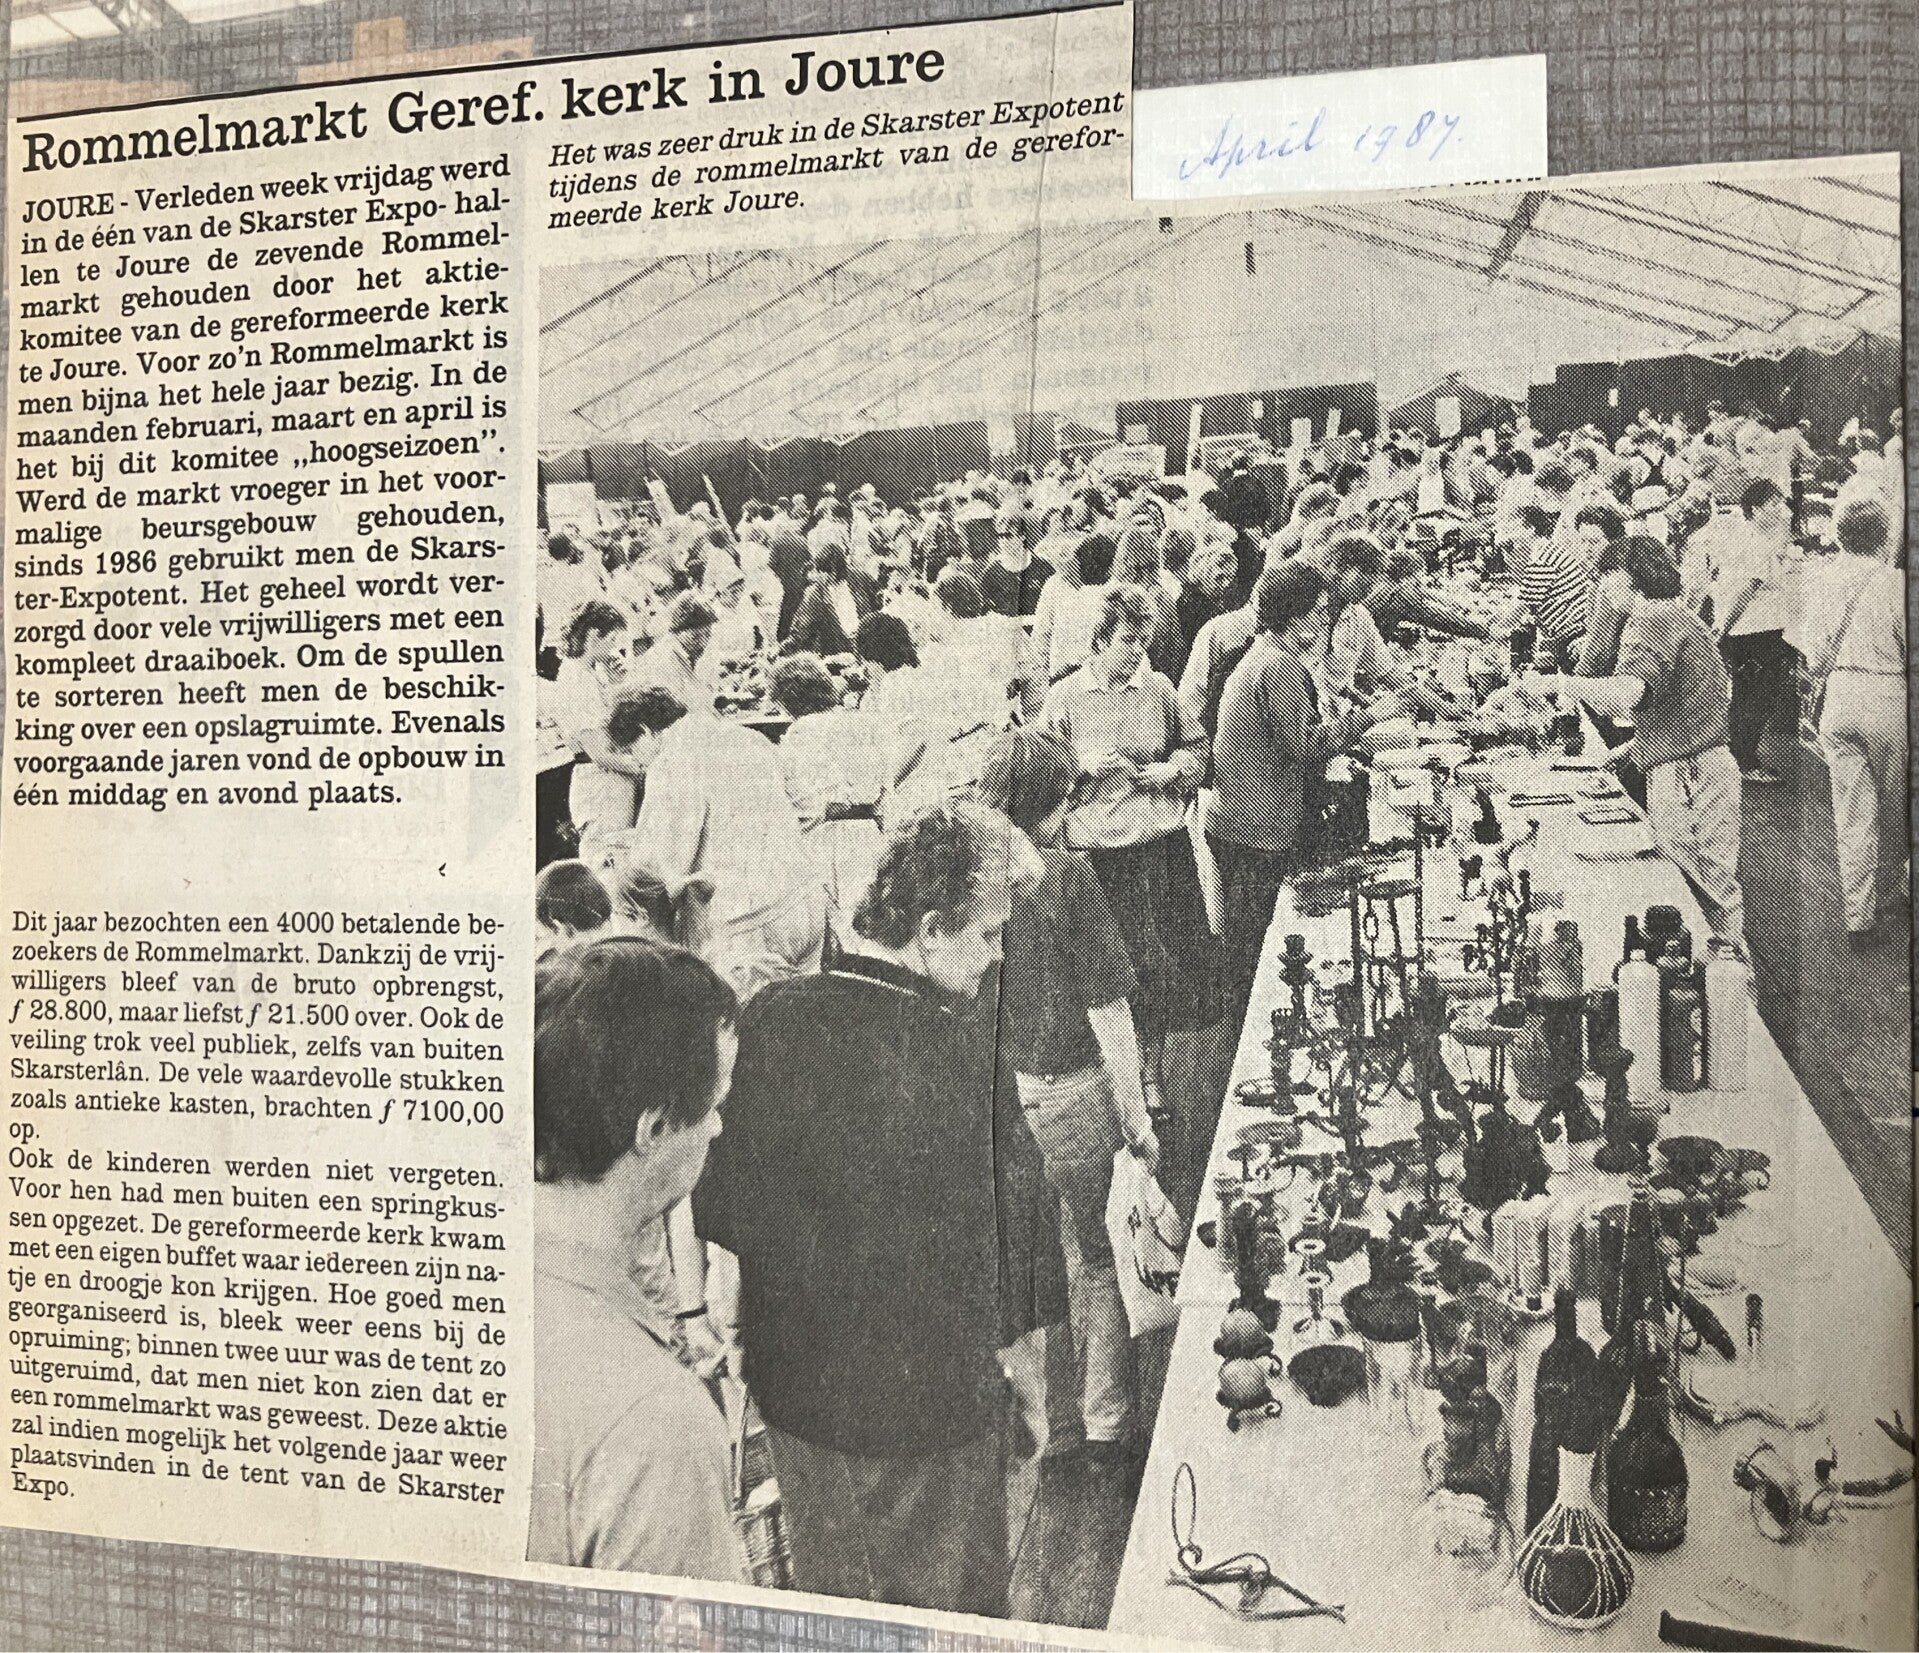 Rommelmarkt Geref. kerk in Joure
April 1987.
JOURE - Verleden week vrijdag werd
in de één van de Skarster Expo- hal-
len te Joure de zevende Rommel-
markt gehouden door het aktie-
komitee van de gereformeerde kerk
te Joure. Voor zo'n Rommelmarkt is
men bijna het hele jaar bezig. In de
maanden februari, maart en april is
het bij dit komitee „hoogseizoen”.
Werd de markt vroeger in het voor-
malige beursgebouw gehouden,
sinds 1986 gebruikt men de Skars-
ter-Expotent. Het geheel wordt ver-
zorgd door vele vrijwilligers met een
kompleet draaiboek. Om de spullen
te sorteren heeft men de beschik-
king over een opslagruimte. Evenals
voorgaande jaren vond de opbouw in
één middag en avond plaats.
Dit jaar bezochten een 4000 betalende be-
zoekers de Rommelmarkt. Dankzij de vrij-
willigers bleef van de bruto opbrengst,
ƒ 28.800, maar liefst ƒ 21.500 over. Ook de
veiling trok veel publiek, zelfs van buiten
Skarsterlân. De vele waardevolle stukken
zoals antieke kasten, brachten ƒ 7100,00
op.
Ook de kinderen werden niet vergeten.
Voor hen had men buiten een springkus-
sen opgezet. De gereformeerde kerk kwam
met een eigen buffet waar iedereen zijn na-
tje en droogje kon krijgen. Hoe goed men
georganiseerd is, bleek weer eens bij de
opruiming; binnen twee uur was de tent zo
uitgeruimd, dat men niet kon zien dat er
een rommelmarkt was geweest. Deze aktie
zal indien mogelijk het volgende jaar weer
plaatsvinden in de tent van de Skarster
Expo.
Het was zeer druk in de Skarster Expotent
tijdens de rommelmarkt van de gerefor-
meerde kerk Joure.